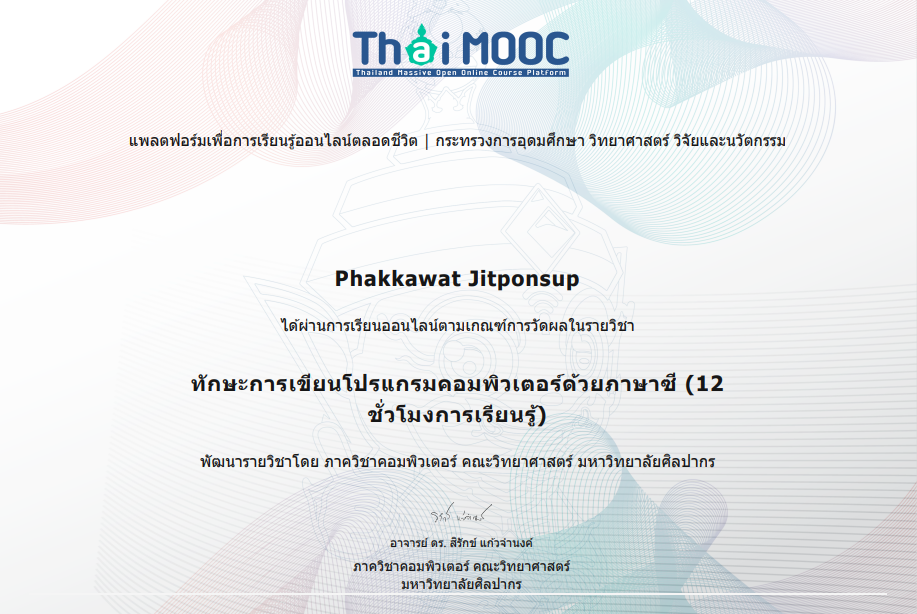 Thai MOOC
Thailand Massive Open Online Course Platform
แพลตฟอร์มเพื่อการเรียนรู้ออนไลน์ตลอดชีวิต | กระทรวงการอุดมศึกษา วิทยาศาสตร์ วิจัยและนวัตกรรม
Phakkawat Jitponsup
ได้ผ่านการเรียนออนไลน์ตามเกณฑ์การวัดผลในรายวิชา
ทักษะการเขียนโปรแกรมคอมพิวเตอร์ด้วยภาษาซี (12
ชั่วโมงการเรียนรู้)
พัฒนารายวิชาโดย ภาควิชาคอมพิวเตอร์ คณะวิทยาศาสตร์ มหาวิทยาลัยศิลปากร
อาจารย์ ดร. สิรักข์ แก้วจำนงค์
ภาควิชาคอมพิวเตอร์ คณะวิทยาศาสตร์
มหาวิทยาลัยศิลปากร